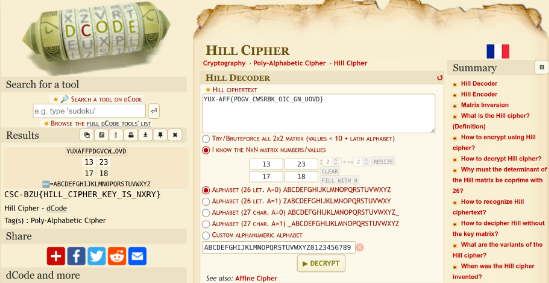 DCODE
Search for a tool
Search a tool on dCode
e.g. type 'sudoku'
Browse the full dCode tools' list
Results
YUXAFFPDGVCW…DVD
13 23
17 18
=ABCDEFGHIJKLMNOPQRSTUVWXYZ
CSC-BZU{HILL_CIPHER_KEY_IS_NXRY}
Hill Cipher - dCode
Tag(s) : Poly-Alphabetic Cipher
Share
dCode and more
Hill Cipher
Cryptography · Poly-Alphabetic Cipher · Hill Cipher
Hill Decoder
Hill ciphertext
YUX-AFF{PDGV_CWSRBK_OIC_GN_UOVD}
Try/Bruteforce all 2x2 matrix (values < 10 + latin alphabet)
I know the NxN matrix numbers/values
13 23
17 18
2 2 RESIZE
CLEAR
FILL WITH 0
Alphabet (26 let. A=0) ABCDEFGHIJKLMNOPQRSTUVWXYZ
Alphabet (26 let. A=1) ZABCDEFGHIJKLMNOPQRSTUVWXY
Alphabet (27 char. A=0) ABCDEFGHIJKLMNOPQRSTUVWXYZ_
Alphabet (27 char. A=1) _ABCDEFGHIJKLMNOPQRSTUVWXYZ
Custom alphanumeric alphabet
ABCDEFGHIJKLMNOPQRSTUVWXYZ0123456789
DECRYPT
See also: Affine Cipher
Summary
Hill Decoder
Hill Encoder
Matrix Inversion
What is the Hill cipher?
(Definition)
How to encrypt using Hill
cipher?
How to decrypt Hill cipher?
Why must the determinant
of the Hill matrix be coprime with
26?
How to recognize Hill
ciphertext?
How to decipher Hill without
the key matrix?
What are the variants of the
Hill cipher?
When was the Hill cipher
invented?